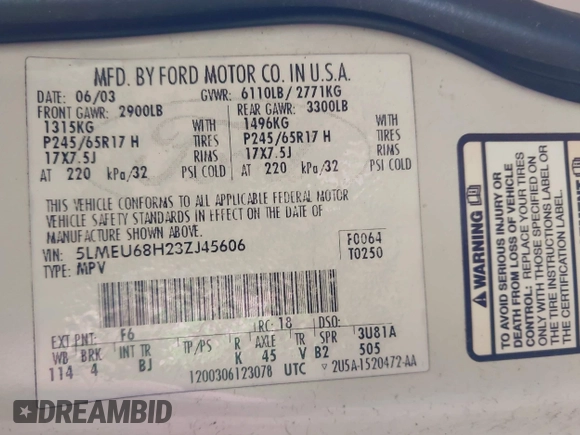 MFD. BY FORD MOTOR CO. IN U.S.A.
DATE: 06/03 GVWR: 6110LB/ 2771KG
FRONT GAWR: 2900LB REAR GAWR: 3300LB
1315KG WITH 1496KG WITH
P245/65R17 H TIRES P245/65R17 H TIRES
17X7.5J RIMS 17X7.5J RIMS
AT 220 kPa/32 PSI COLD AT 220 kPa/32 PSI COLD
THIS VEHICLE CONFORMS TO ALL APPLICABLE FEDERAL MOTOR
VEHICLE SAFETY STANDARDS IN EFFECT ON THE DATE OF
MANUFACTURE SHOWN ABOVE.
VIN: 5LMEU68H23ZJ45606 F0064
TYPE: MPV T0250
EXT PNT: F6 RC: 18 DSO:
WB BRK INT TR TP/PS R AXLE TR SPR 3U81A
114 4 BJ K 45 V B2 505
1200306123078 UTC ▽ 2U5A-1520472-AA
WARNING
TO AVOID SERIOUS INJURY OR
DEATH FROM LOSS OF VEHICLE
CONTROL, REPLACE YOUR TIRES
ONLY WITH THOSE SPECIFIED ON
THE TIRE INSTRUCTIONS LABEL OR
THE CERTIFICATION LABEL.
DREAMBID